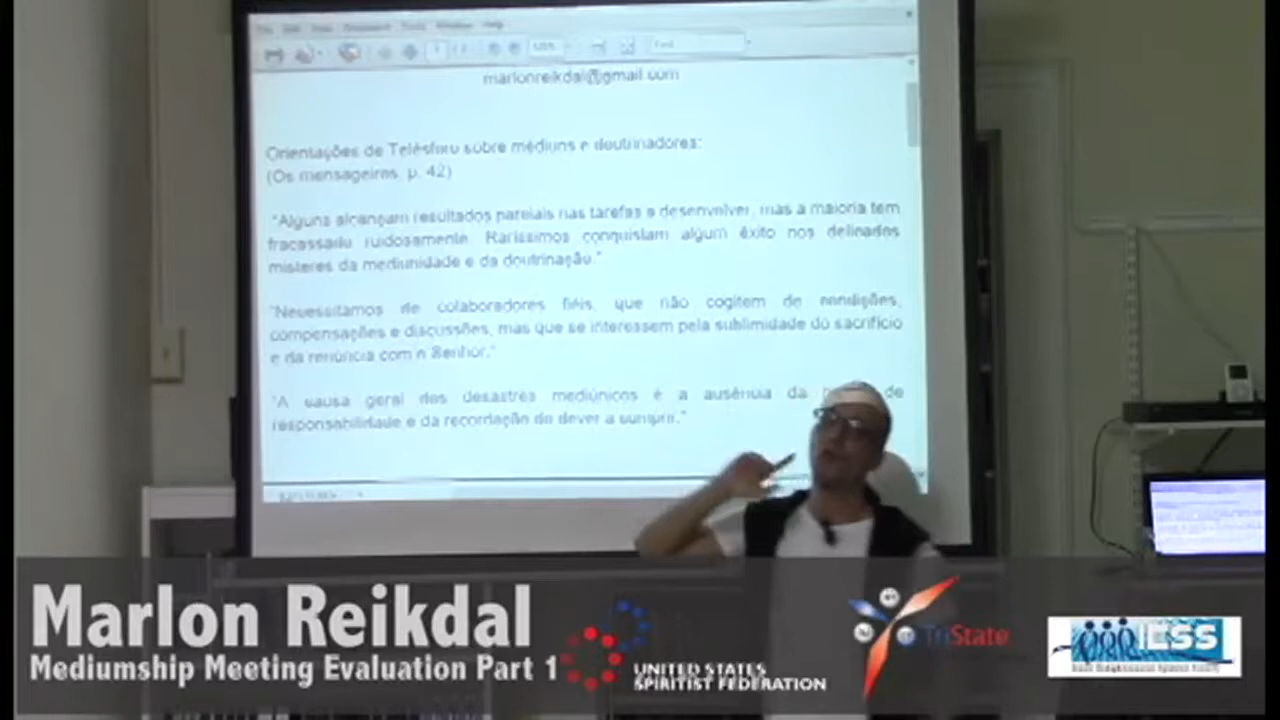 marlonreikdal@gmail.com
Orientações de Telésforo sobre médiuns e doutrinadores:
(Os mensageiros, p. 42)
"Alguns alcançam resultados parciais nas tarefas a desenvolver, mas a maioria tem
fracassado ruidosamente. Raríssimos conquistam algum êxito nos delicados
misteres da mediunidade e da doutrinação."
"Necessitamos de colaboradores fiéis, que não cogitem de condições,
compensações e discussões, mas que se interessem pela sublimidade do sacrifício
e da renúncia com o Senhor."
"A causa geral dos desastres mediúnicos é a ausência da de
responsabilidade e da recordação do dever a cumprir."
Marlon Reikdal
Mediumship Meeting Evaluation Part 1
UNITED STATES
SPIRITIST FEDERATION
TriState